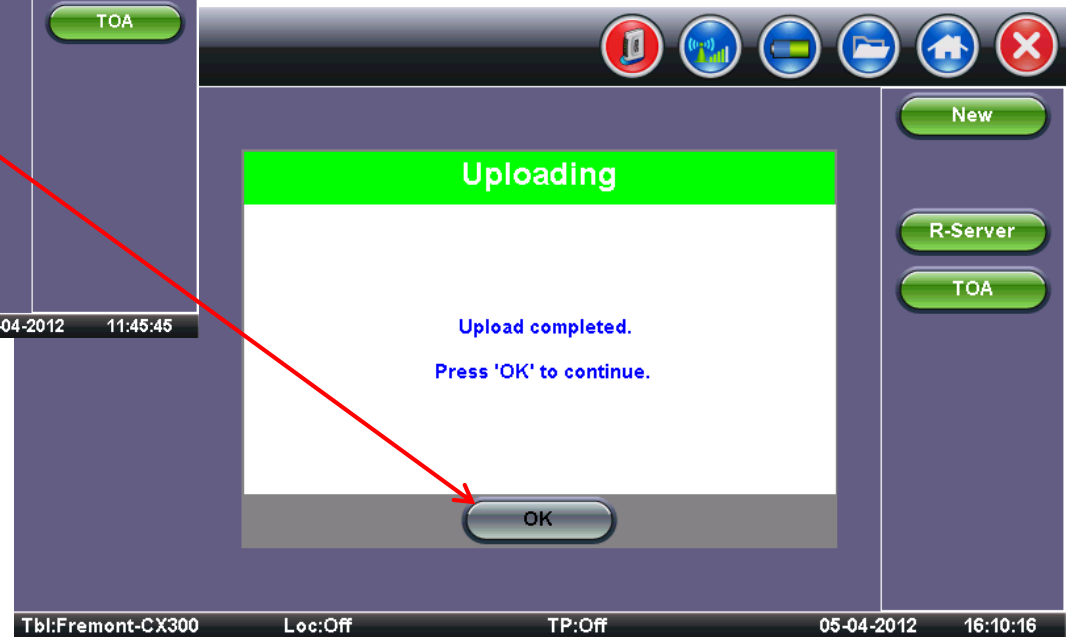 TOA
-04-2012 11:45:45
New
Uploading
R-Server
TOA
Upload completed.
Press 'OK' to continue.
OK
Tbl:Fremont-CX300 Loc:Off TP:Off 05-04-2012 16:10:16